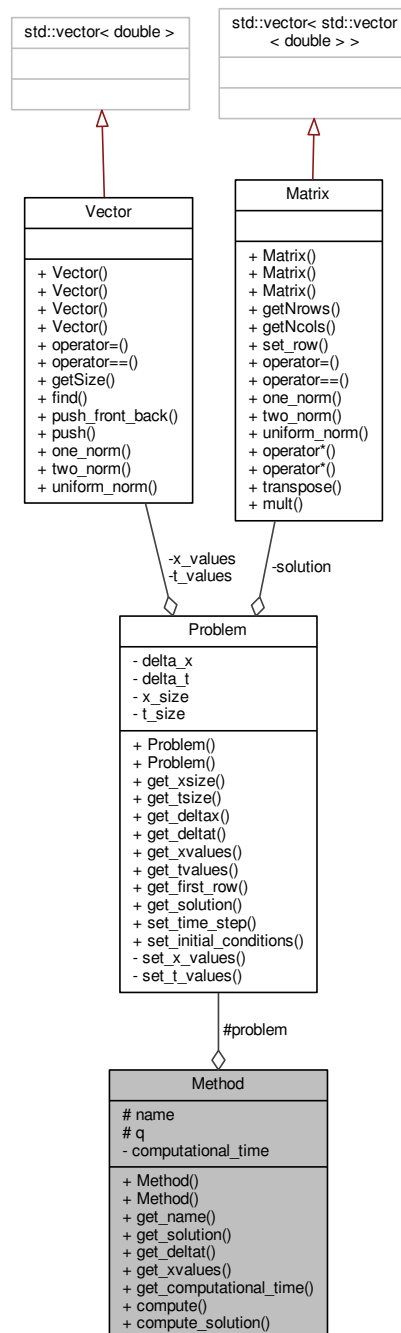 std::vector< double >
std::vector< std::vector
< double > >
Vector
+ Vector()
+ Vector()
+ Vector()
+ Vector()
+ operator=()
+ operator==()
+ getSize()
+ find()
+ push_front_back()
+ push()
+ one_norm()
+ two_norm()
+ uniform_norm()
Matrix
+ Matrix()
+ Matrix()
+ Matrix()
+ getNrows()
+ getNcols()
+ set_row()
+ operator=()
+ operator==()
+ one_norm()
+ two_norm()
+ uniform_norm()
+ operator*()
+ operator*()
+ transpose()
+ mult()
-x_values
-t_values
-solution
Problem
- delta_x
- delta_t
- x_size
- t_size
+ Problem()
+ Problem()
+ get_xsize()
+ get_tsize()
+ get_deltax()
+ get_deltat()
+ get_xvalues()
+ get_tvalues()
+ get_first_row()
+ get_solution()
+ set_time_step()
+ set_initial_conditions()
- set_x_values()
- set_t_values()
#problem
Method
# name
# q
- computational_time
+ Method()
+ Method()
+ get_name()
+ get_solution()
+ get_deltat()
+ get_xvalues()
+ get_computational_time()
+ compute()
+ compute_solution()